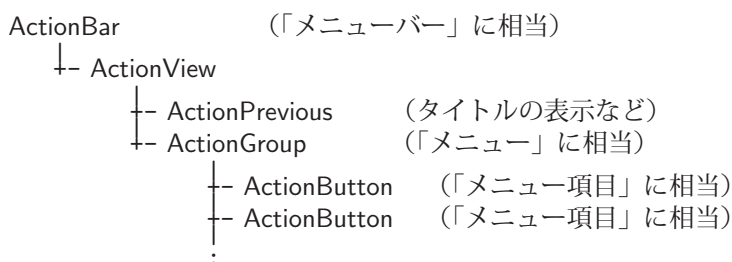 ActionBar （「メニューバー」に相当）
ActionView
ActionPrevious （タイトルの表示など）
ActionGroup （「メニュー」に相当）
ActionButton （「メニュー項目」に相当）
ActionButton （「メニュー項目」に相当）